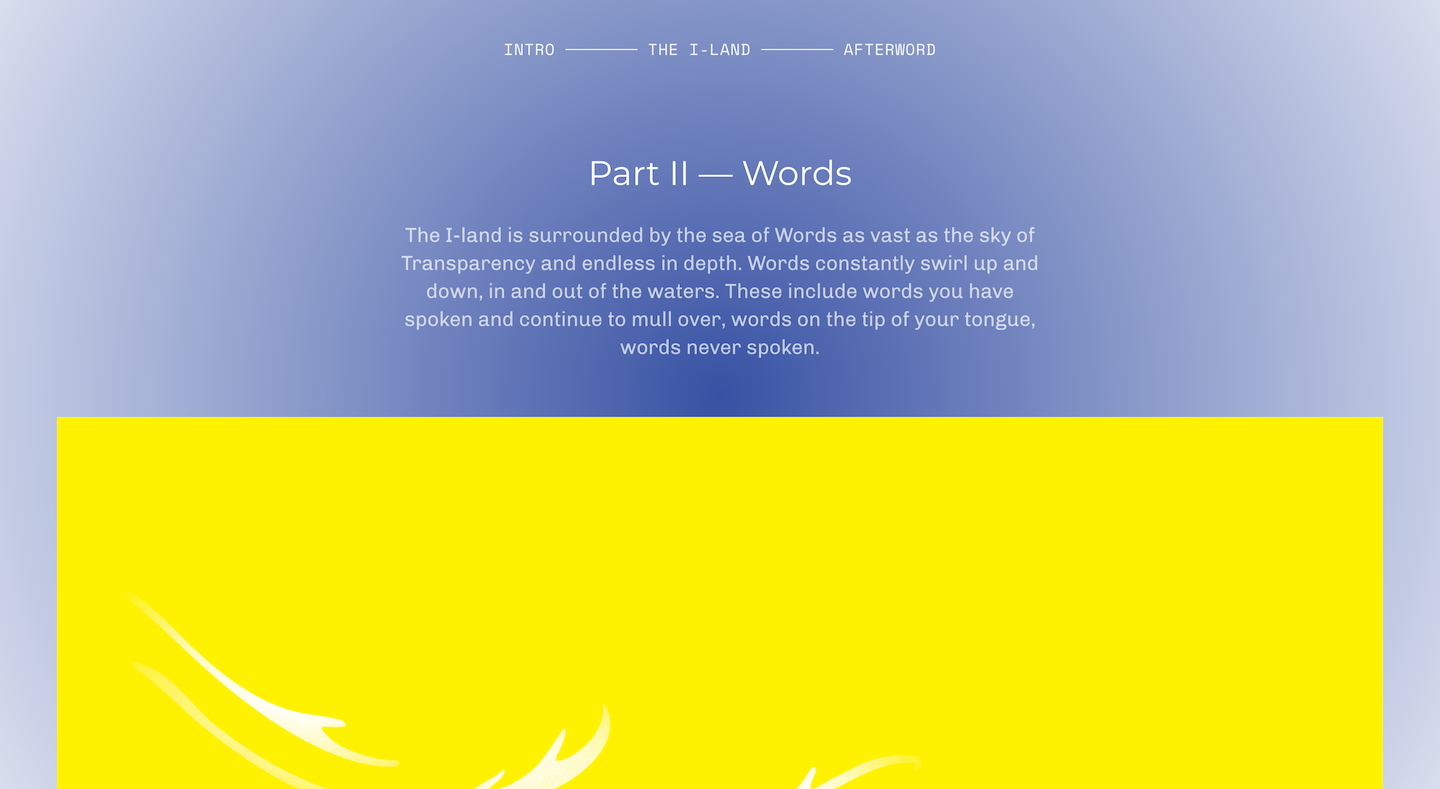 INTRO THE I-LAND AFTERWORD
Part II — Words
The I-land is surrounded by the sea of Words as vast as the sky of
Transparency and endless in depth. Words constantly swirl up and
down, in and out of the waters. These include words you have
spoken and continue to mull over, words on the tip of your tongue,
words never spoken.